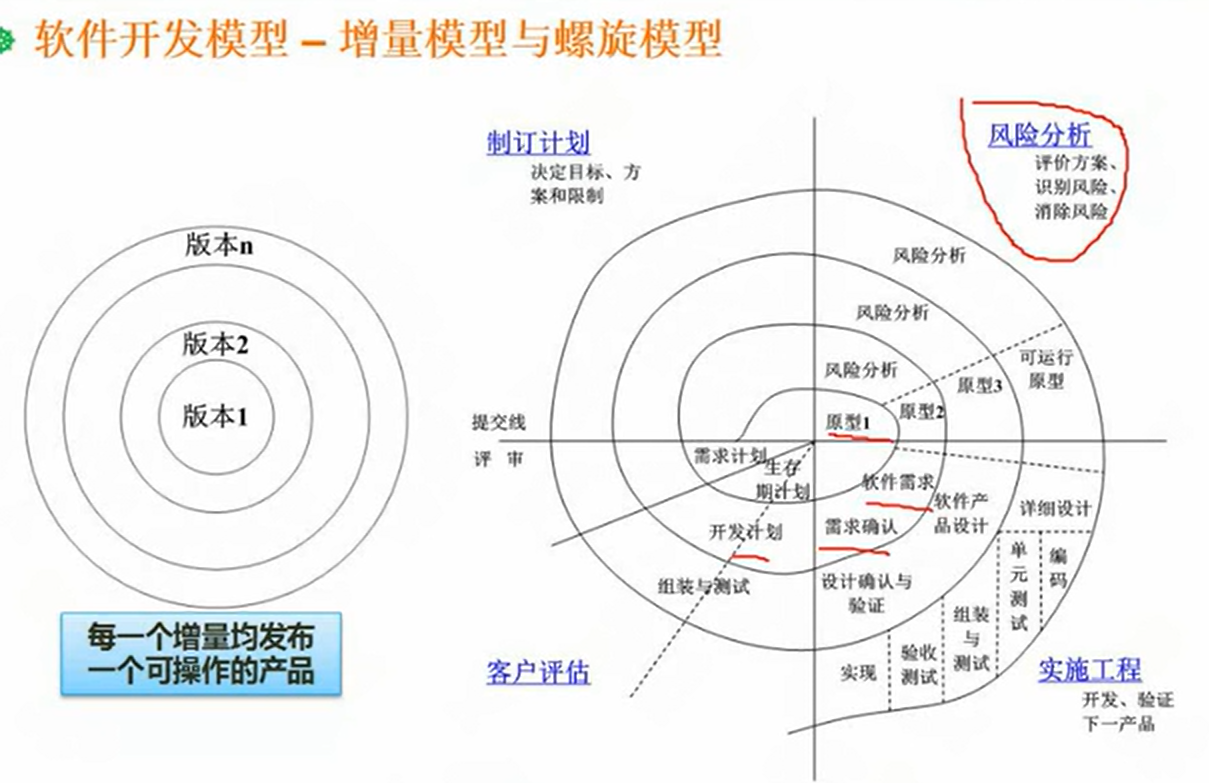 软件开发模型 – 增量模型与螺旋模型
版本n
版本2
版本1
每一个增量均发布
一个可操作的产品
制订计划
决定目标、方
案和限制
风险分析
评价方案、
识别风险、
消除风险
风险分析
风险分析
风险分析
可运行
原型
原型3
原型2
原型1
提交线
评 审
需求计划
生存
期计划
开发计划
组装与测试
软件需求
需求确认
软件产
品设计
设计确认与
验证
详细设计
单
元
测
试
编
码
组装
与
测试
验收
测试
实现
客户评估
实施工程
开发、验证
下一产品